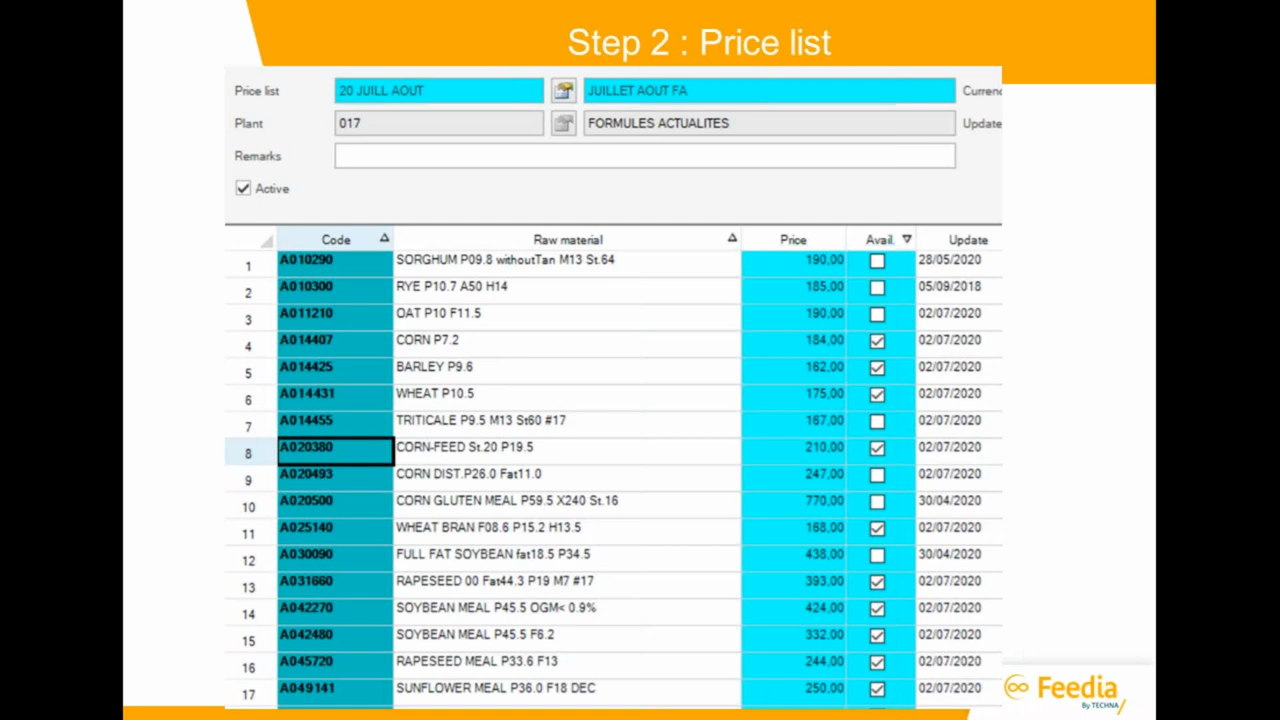 Step 2 : Price list
Price list 20 JUILL AOUT JUILLET AOUT FA Currenc
Plant 017 FORMULES ACTUALITES Update
Remarks
Active
Code Raw material Price Avail. Update
1 A010290 SORGHUM P09.8 withoutTan M13 St.64 190,00 28/05/2020
2 A010300 RYE P10.7 A50 H14 185,00 05/09/2018
3 A011210 OAT P10 F11.5 190,00 02/07/2020
4 A014407 CORN P7.2 184,00 02/07/2020
5 A014425 BARLEY P9.6 162,00 02/07/2020
6 A014431 WHEAT P10.5 175,00 02/07/2020
7 A014455 TRITICALE P9.5 M13 St60 #17 167,00 02/07/2020
8 A020380 CORN-FEED St.20 P19.5 210,00 02/07/2020
9 A020493 CORN DIST.P26.0 Fat11.0 247,00 02/07/2020
10 A020500 CORN GLUTEN MEAL P59.5 X240 St.16 770,00 30/04/2020
11 A025140 WHEAT BRAN F08.6 P15.2 H13.5 168,00 02/07/2020
12 A030090 FULL FAT SOYBEAN fat18.5 P34.5 438,00 30/04/2020
13 A031660 RAPESEED 00 Fat44.3 P19 M7 #17 393,00 02/07/2020
14 A042270 SOYBEAN MEAL P45.5 OGM< 0.9% 424,00 02/07/2020
15 A042480 SOYBEAN MEAL P45.5 F6.2 332,00 02/07/2020
16 A045720 RAPESEED MEAL P33.6 F13 244,00 02/07/2020
17 A049141 SUNFLOWER MEAL P36.0 F18 DEC 250,00 02/07/2020
Feedia
By TECHNA